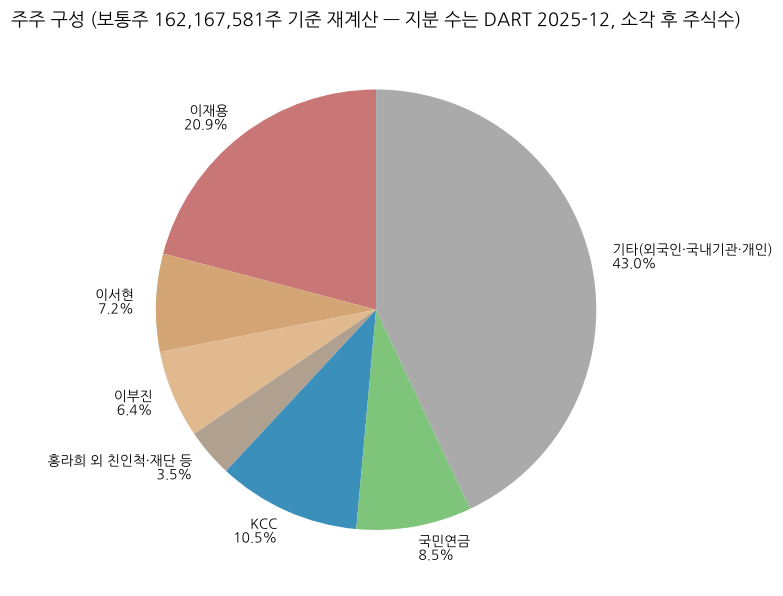 주주 구성 (보통주 162,167,581주 기준 재계산 — 지분 수는 DART 2025-12, 소각 후 주식수)
이재용
20.9%
이서현
7.2%
이부진
6.4%
홍라희 외 친인척·재단 등
3.5%
KCC
10.5%
국민연금
8.5%
기타(외국인·국내기관·개인)
43.0%